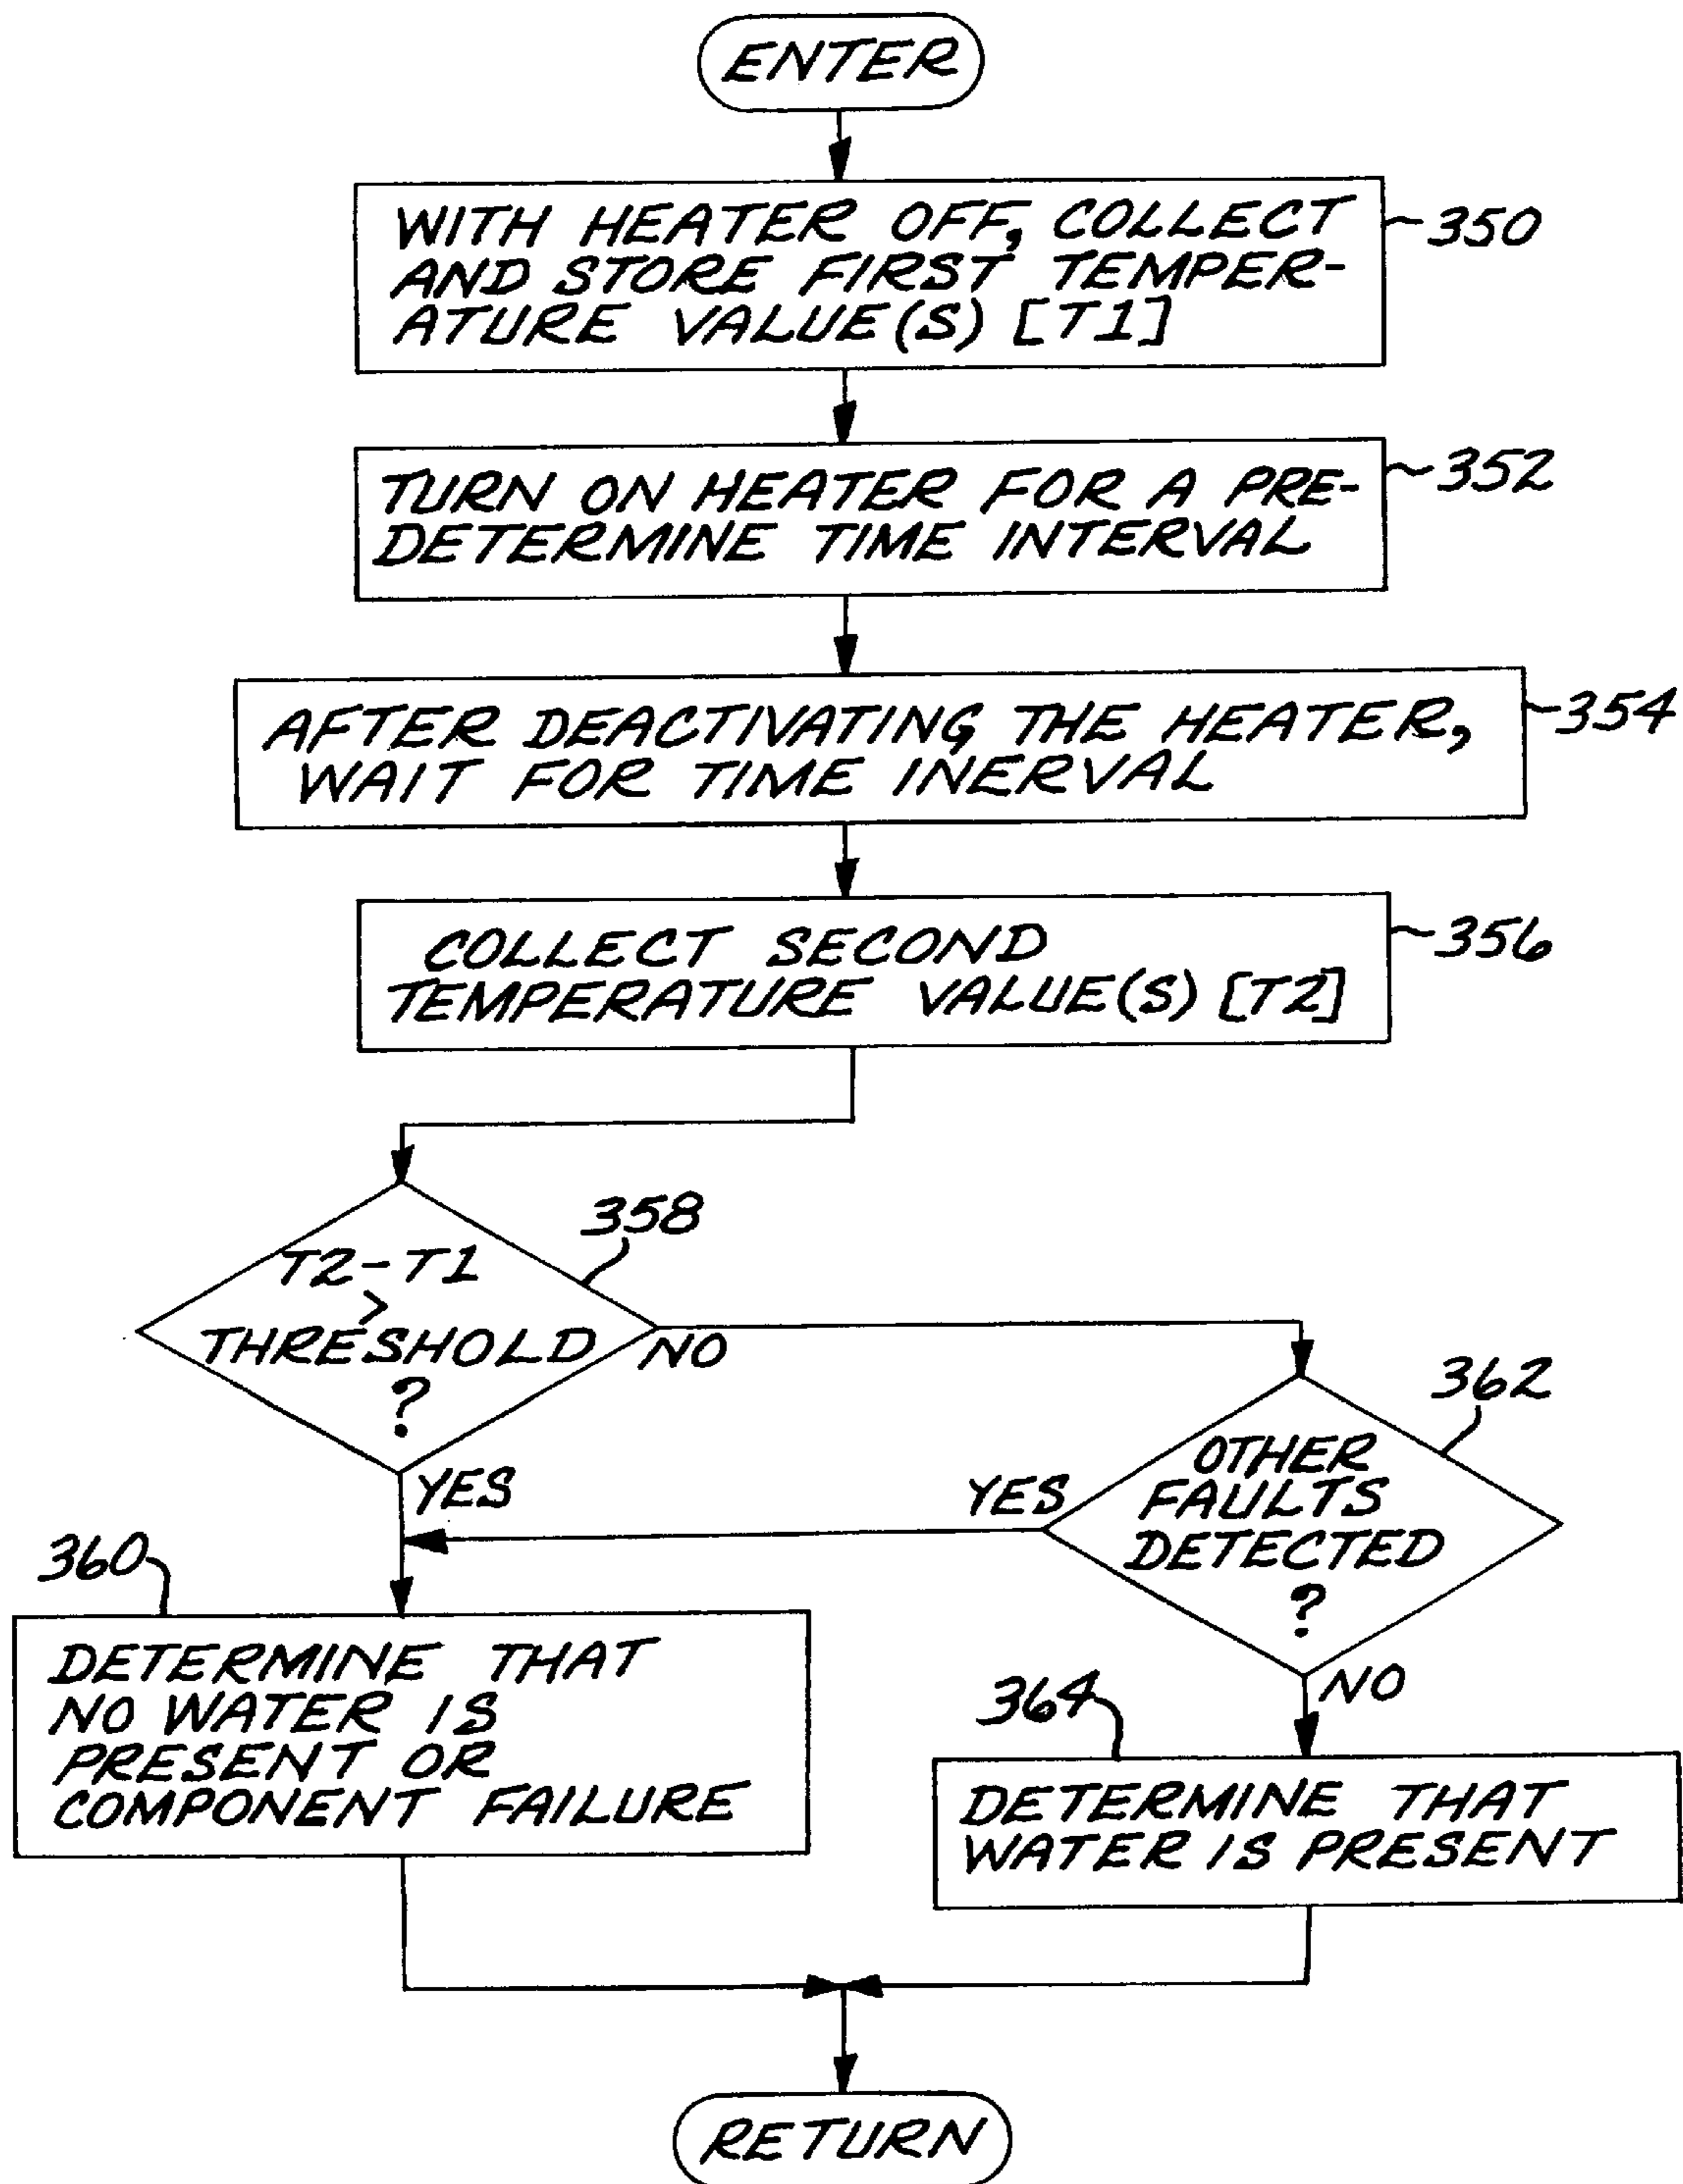 ENTER
WITH HEATER OFF, COLLECT
AND STORE FIRST TEMPER-
ATURE VALUE(S) [T1]
350
TURN ON HEATER FOR A PRE-
DETERMINE TIME INTERVAL
352
AFTER DEACTIVATING THE HEATER,
WAIT FOR TIME INERVAL
354
COLLECT SECOND
TEMPERATURE VALUE(S) [T2]
356
358
T2-T1
>
THRESHOLD
?
NO
YES
362
OTHER
FAULTS
DETECTED
?
YES
NO
360
DETERMINE THAT
NO WATER IS
PRESENT OR
COMPONENT FAILURE
364
DETERMINE THAT
WATER IS PRESENT
RETURN